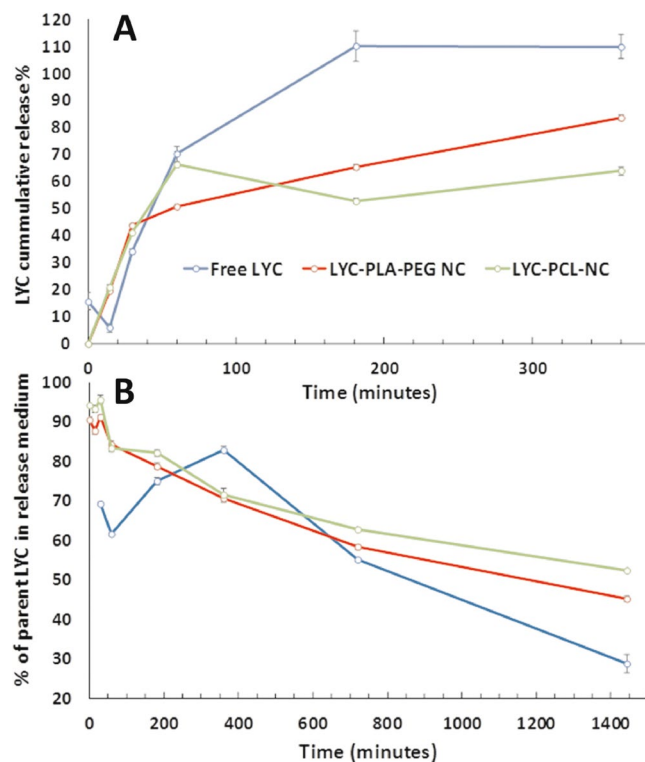 A
LYC cummulative release %
120
110
100
90
80
70
60
50
40
30
20
10
0
Free LYC LYC-PLA-PEG NC LYC-PCL-NC
0 100 200 300
Time (minutes)
B
% of parent LYC in release medium
100
90
80
70
60
50
40
30
20
0 200 400 600 800 1000 1200 1400
Time (minutes)